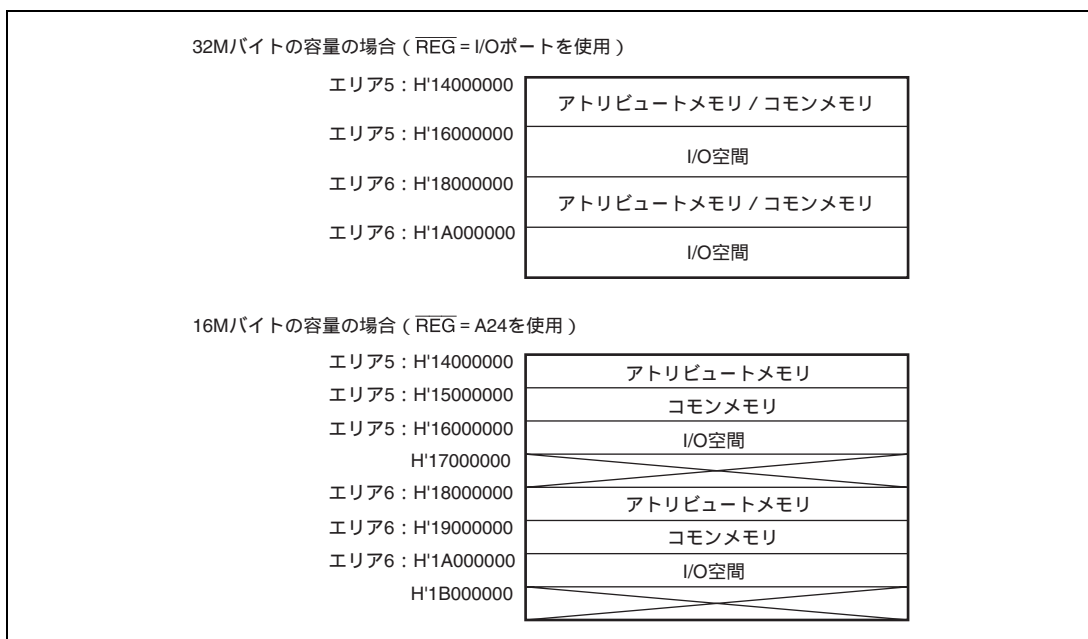 32Mバイトの容量の場合（REG = I/Oポートを使用）
エリア5：H'14000000
アトリビュートメモリ / コモンメモリ
エリア5：H'16000000
I/O空間
エリア6：H'18000000
アトリビュートメモリ / コモンメモリ
エリア6：H'1A000000
I/O空間
16Mバイトの容量の場合（REG = A24を使用）
エリア5：H'14000000
アトリビュートメモリ
エリア5：H'15000000
コモンメモリ
エリア5：H'16000000
I/O空間
H'17000000
エリア6：H'18000000
アトリビュートメモリ
エリア6：H'19000000
コモンメモリ
エリア6：H'1A000000
I/O空間
H'1B000000